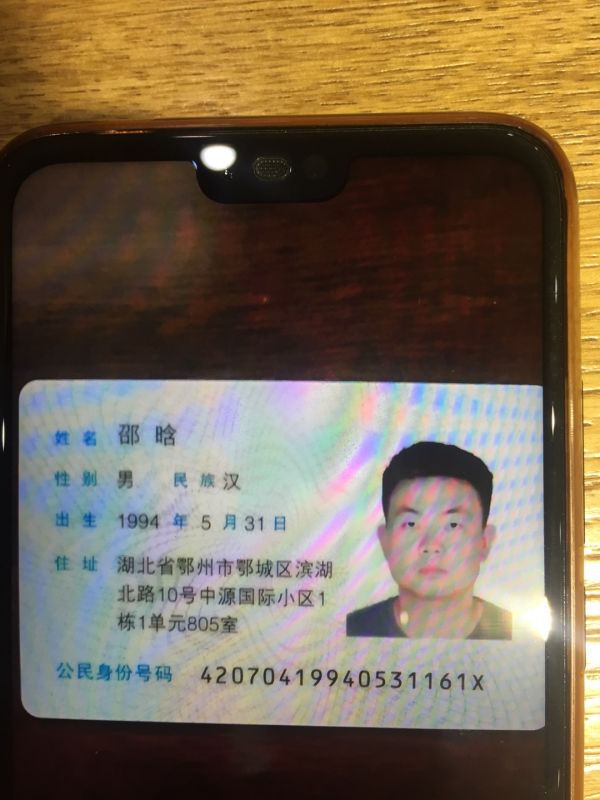 姓名 邵晗
性别 男 民族 汉
出生 1994 年 5 月 31 日
住址 湖北省鄂州市鄂城区滨湖
北路10号中源国际小区1
栋1单元805室
公民身份号码 42070419940531161X